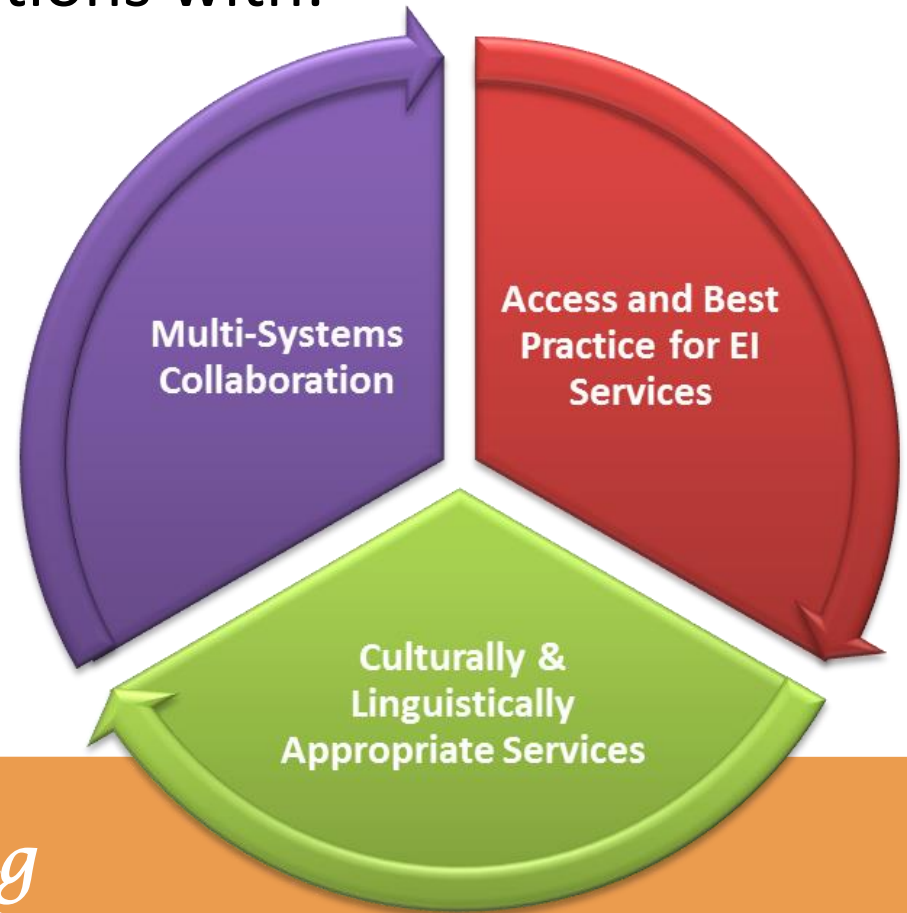 Multi-Systems
Collaboration
Access and Best
Practice for EI
Services
Culturally &
Linguistically
Appropriate Services